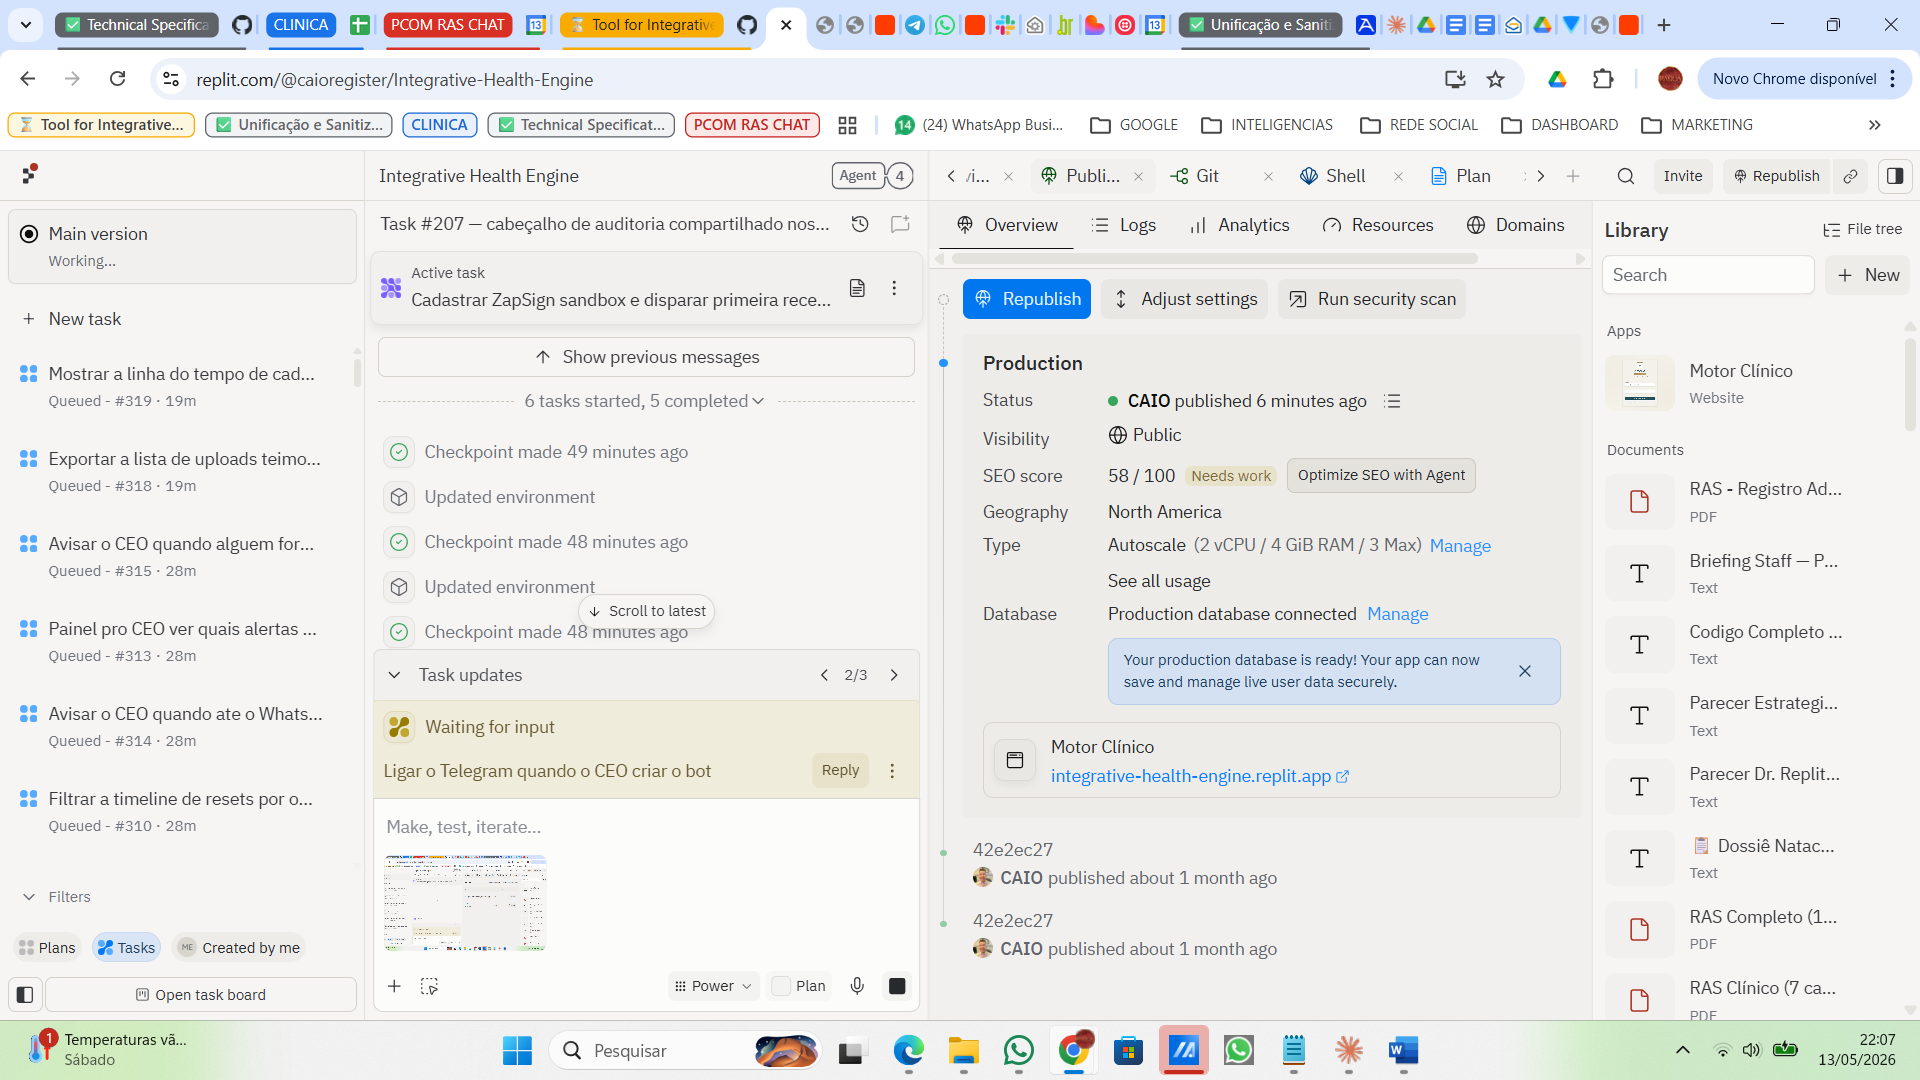 Technical Specifica
CLINICA
PCOM RAS CHAT
Tool for Integrative
Unificação e Saniti
replit.com/@caioregister/Integrative-Health-Engine
Novo Chrome disponível
Tool for Integrative...
Unificação e Sanitiz...
CLINICA
Technical Specificat...
PCOM RAS CHAT
14
(24) WhatsApp Busi...
GOOGLE
INTELIGENCIAS
REDE SOCIAL
DASHBOARD
MARKETING
Main version
Working...
New task
Mostrar a linha do tempo de cad...
Queued - #319 · 19m
Exportar a lista de uploads teimo...
Queued - #318 · 19m
Avisar o CEO quando alguem for...
Queued - #315 · 28m
Painel pro CEO ver quais alertas ...
Queued - #313 · 28m
Avisar o CEO quando ate o Whats...
Queued - #314 · 28m
Filtrar a timeline de resets por o...
Queued - #310 · 28m
Filters
Plans
Tasks
ME Created by me
Open task board
Integrative Health Engine
Agent 4
Task #207 — cabeçalho de auditoria compartilhado nos...
Active task
Cadastrar ZapSign sandbox e disparar primeira rece...
Show previous messages
6 tasks started, 5 completed
Checkpoint made 49 minutes ago
Updated environment
Checkpoint made 48 minutes ago
Updated environment
Scroll to latest
Checkpoint made 48 minutes ago
Task updates
2/3
Waiting for input
Ligar o Telegram quando o CEO criar o bot
Reply
Make, test, iterate...
Power
Plan
Publi...
Git
Shell
Plan
Invite
Republish
Overview
Logs
Analytics
Resources
Domains
Republish
Adjust settings
Run security scan
Production
Status
CAIO published 6 minutes ago
Visibility
Public
SEO score
58 / 100
Needs work
Optimize SEO with Agent
Geography
North America
Type
Autoscale (2 vCPU / 4 GiB RAM / 3 Max) Manage
See all usage
Database
Production database connected Manage
Your production database is ready! Your app can now
save and manage live user data securely.
Motor Clínico
integrative-health-engine.replit.app
42e2ec27
CAIO published about 1 month ago
42e2ec27
CAIO published about 1 month ago
Library
File tree
Search
New
Apps
Motor Clínico
Website
Documents
RAS - Registro Ad...
PDF
Briefing Staff — P...
Text
Codigo Completo ...
Text
Parecer Estrategi...
Text
Parecer Dr. Replit...
Text
Dossiê Natac...
Text
RAS Completo (1...
PDF
RAS Clínico (7 ca...
PDF
1
Temperaturas vã...
Sábado
Pesquisar
22:07
13/05/2026